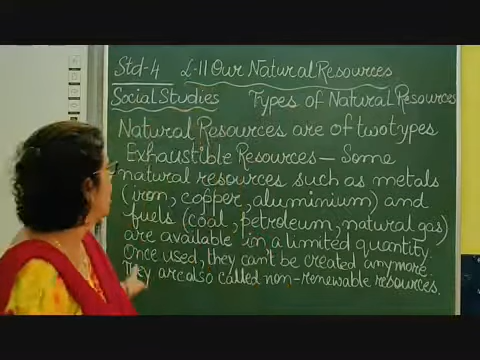 Std-4 L-11 Our Natural Resources
Social Studies Types of Natural Resources
Natural Resources are of two types
Exhaustible Resources — Some
natural resources such as metals
(iron, copper, aluminium) and
fuels (coal, petroleum, natural gas)
are available in a limited quantity.
Once used, they can't be created anymore.
They are also called non-renewable resources.